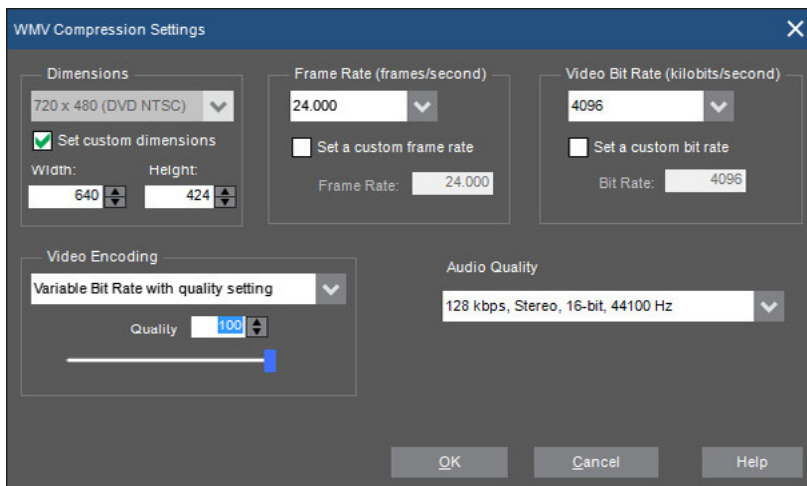 WMV Compression Settings
Dimensions
720 x 480 (DVD NTSC)
Set custom dimensions
Width: Height:
640 424
Frame Rate (frames/second)
24.000
Set a custom frame rate
Frame Rate: 24.000
Video Bit Rate (kilobits/second)
4096
Set a custom bit rate
Bit Rate: 4096
Video Encoding
Variable Bit Rate with quality setting
Quality 100
Audio Quality
128 kbps, Stereo, 16-bit, 44100 Hz
OK Cancel Help